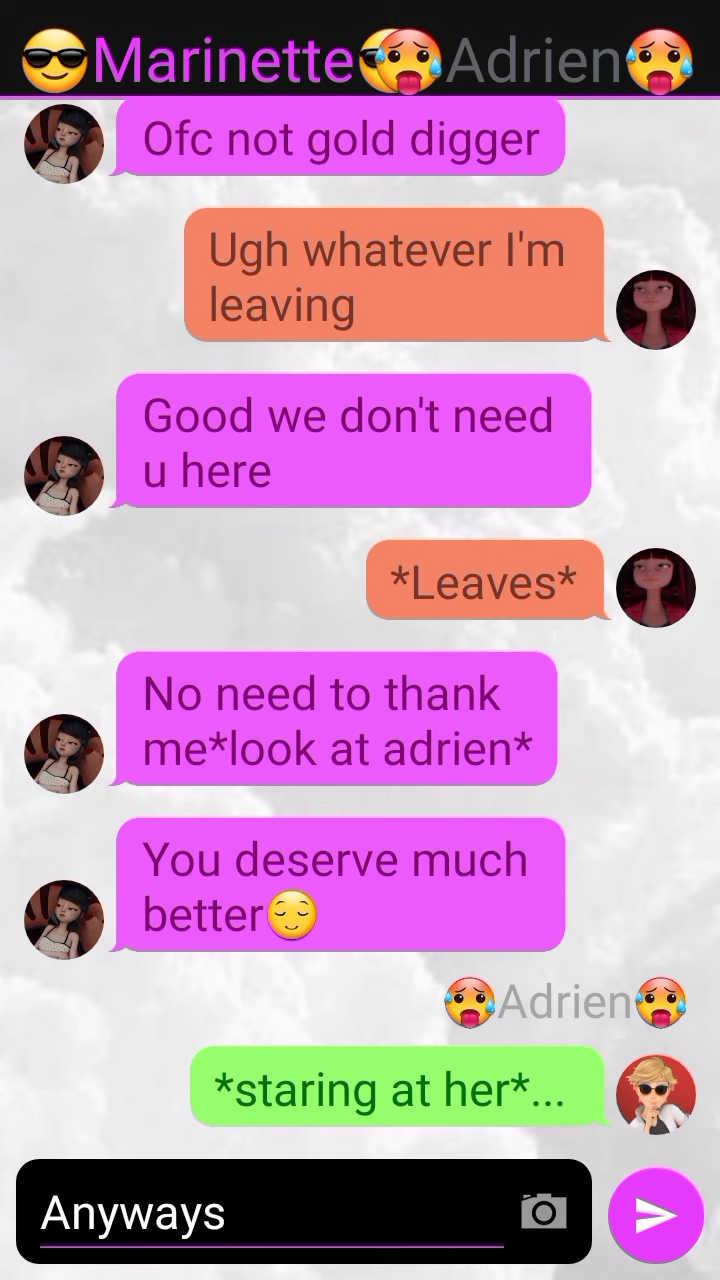 😎Marinette😎🥵Adrien🥵
Ofc not gold digger
Ugh whatever I'm
leaving
Good we don't need
u here
*Leaves*
No need to thank
me*look at adrien*
You deserve much
better😌
🥵Adrien🥵
*staring at her*...
Anyways